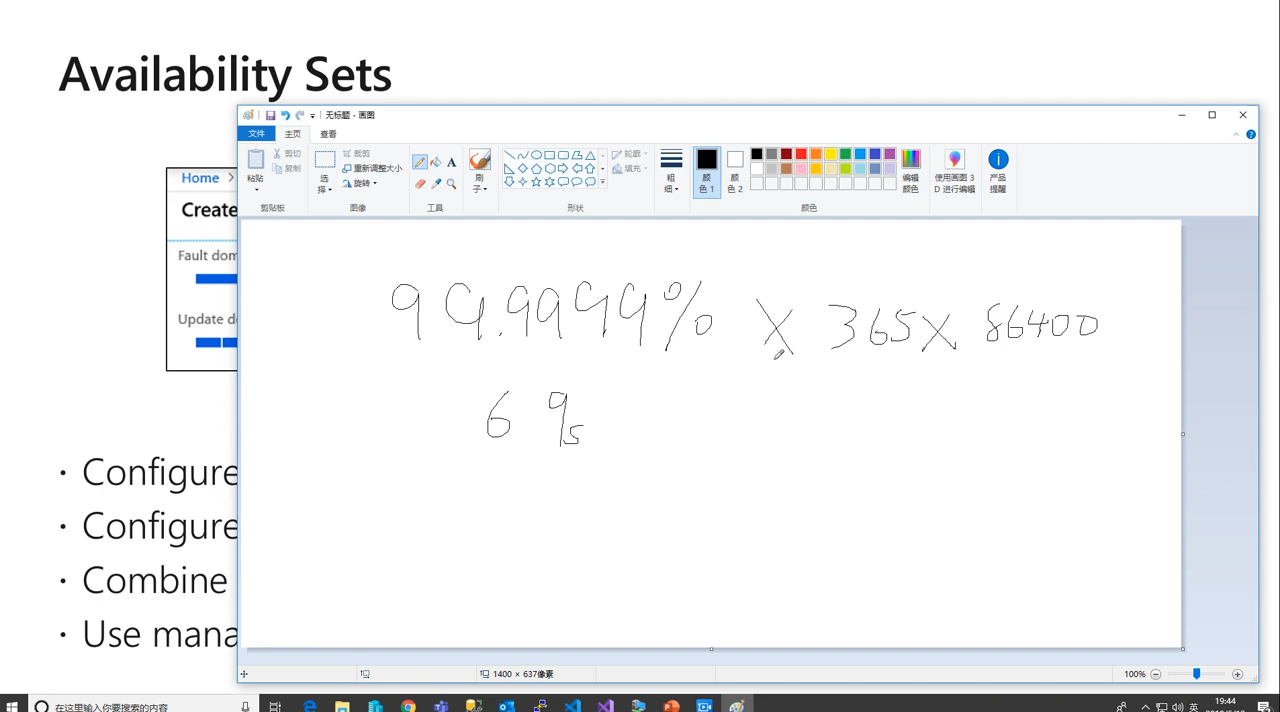 Availability Sets
无标题 - 画图
文件 主页 查看
粘贴 剪切 复制 剪贴板
选择 裁剪 重新调整大小 旋转 图像
A 工具
刷子
形状 轮廓 填充
粗细
颜色 1 颜色 2 编辑颜色 颜色
使用画图 3D 进行编辑
产品提醒
Home >
Create
Fault dom
Update d
99.9999% X 365X 86400
6 9s
· Configure
· Configure
· Combine
· Use mana
1400 × 637像素 100%
在这里输入你要搜索的内容 英 19:44